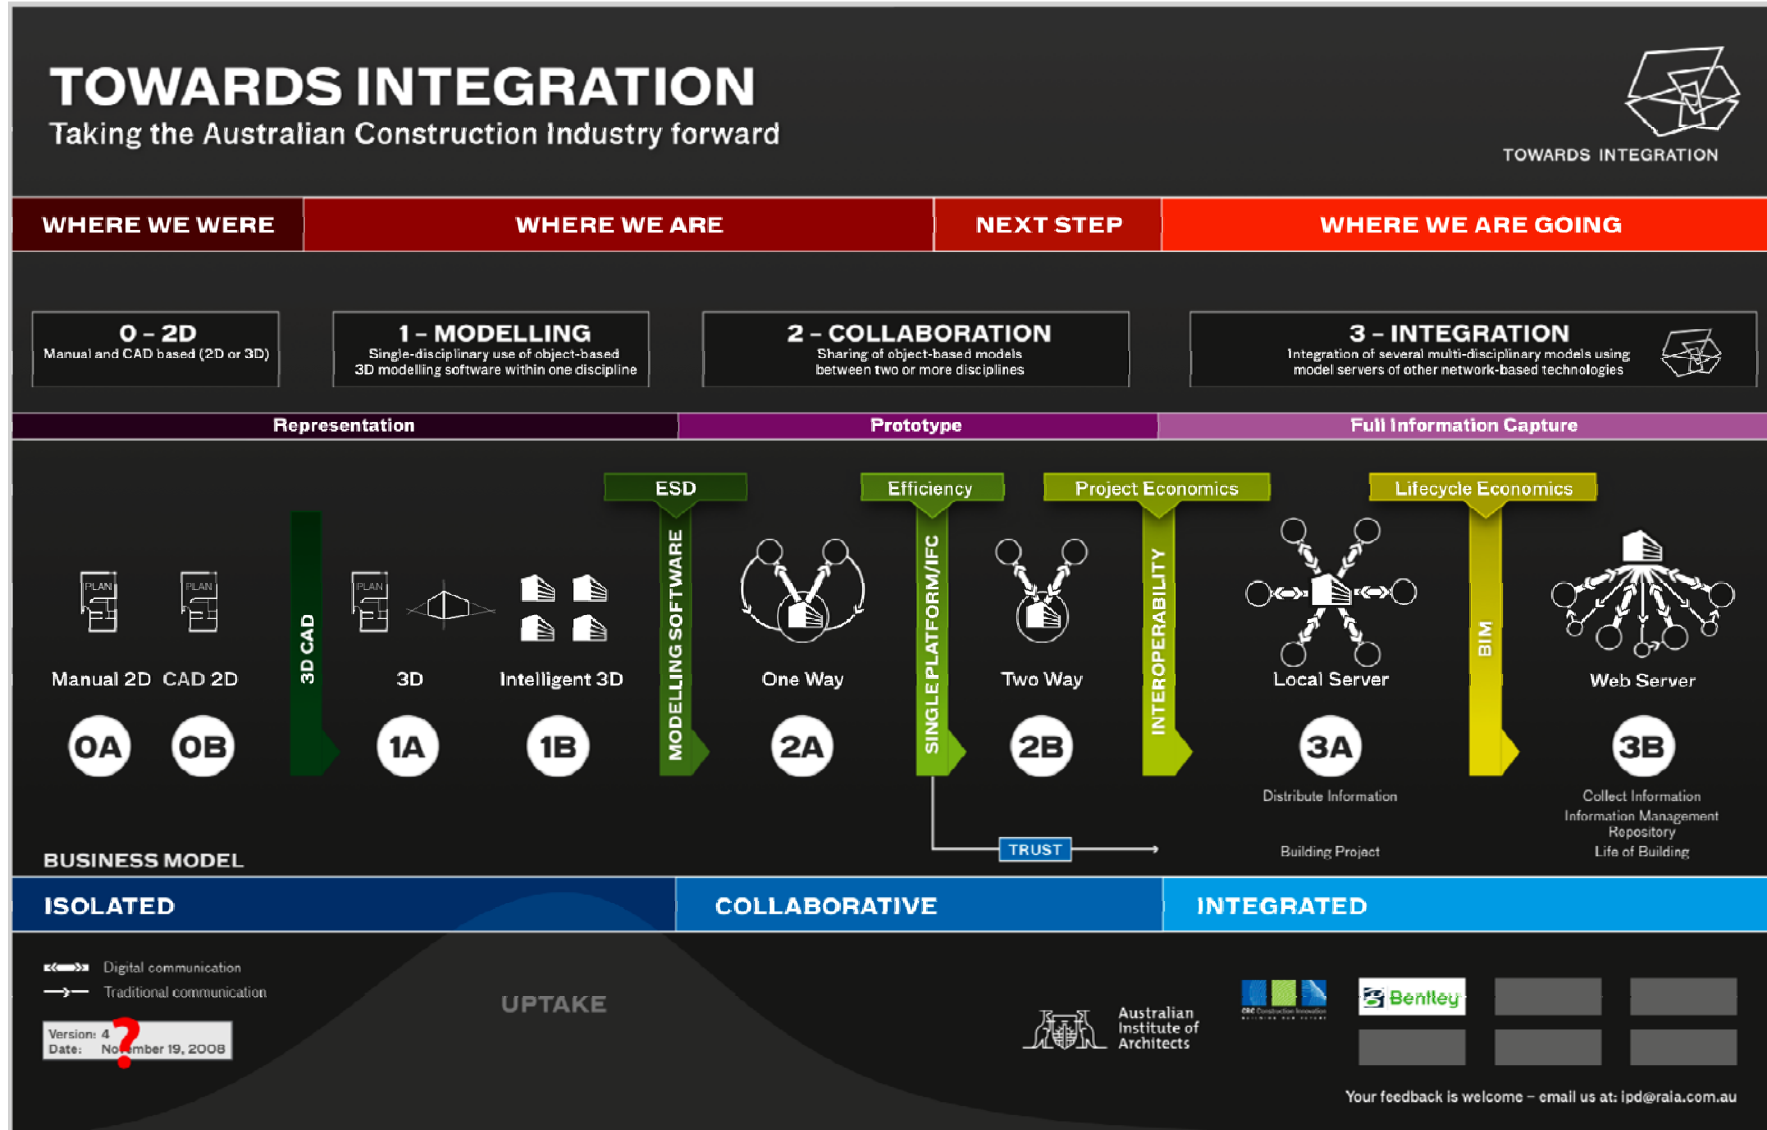 TOWARDS INTEGRATION
Taking the Australian Construction Industry forward
TOWARDS INTEGRATION
WHERE WE WERE
WHERE WE ARE
NEXT STEP
WHERE WE ARE GOING
0 – 2D
Manual and CAD based (2D or 3D)
1 – MODELLING
Single-disciplinary use of object-based
3D modelling software within one discipline
2 – COLLABORATION
Sharing of object-based models
between two or more disciplines
3 – INTEGRATION
Integration of several multi-disciplinary models using
model servers of other network-based technologies
Representation
Prototype
Full Information Capture
ESD
Efficiency
Project Economics
Lifecycle Economics
PLAN
PLAN
3D CAD
PLAN
MODELLING SOFTWARE
SINGLE PLATFORM/IFC
INTEROPERABILITY
BIM
Manual 2D
CAD 2D
3D
Intelligent 3D
One Way
Two Way
Local Server
Web Server
0A
0B
1A
1B
2A
2B
3A
3B
Distribute Information
Building Project
Collect Information
Information Management
Repository
Life of Building
TRUST
BUSINESS MODEL
ISOLATED
COLLABORATIVE
INTEGRATED
Digital communication
Traditional communication
UPTAKE
Version: 4
?
Date: November 19, 2008
Australian
Institute of
Architects
CRC Construction Innovation
BUILDING OUR FUTURE
Bentley
Your feedback is welcome – email us at: ipd@raia.com.au